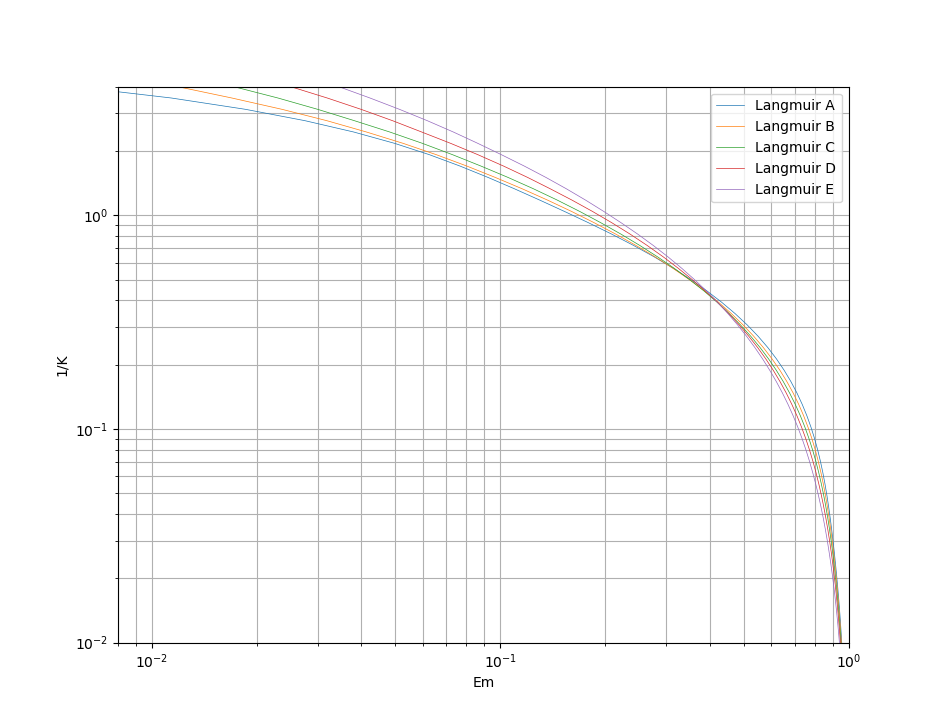 Langmuir A
Langmuir B
Langmuir C
Langmuir D
Langmuir E
10⁰
10⁻¹
10⁻²
1/K
10⁻²
10⁻¹
10⁰
Em